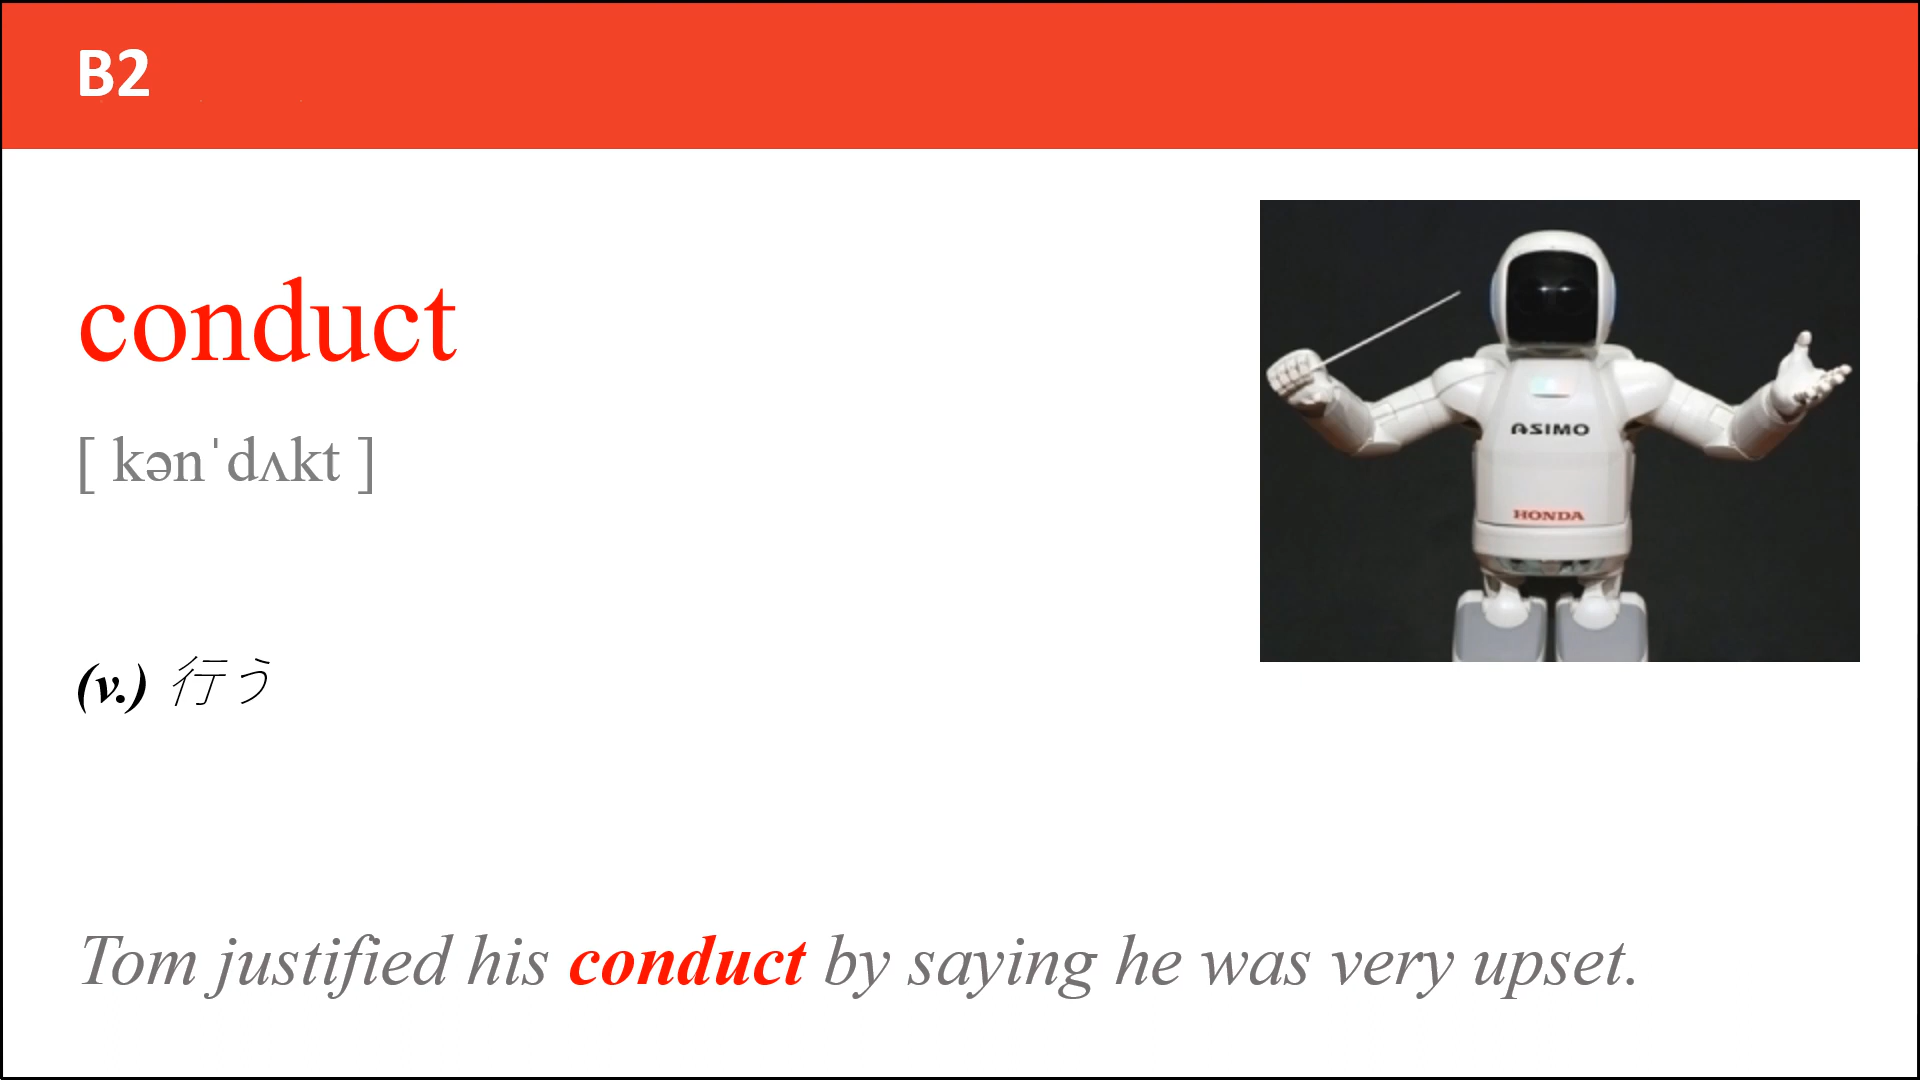 B2
conduct
[ kənˈdʌkt ]
ASIMO
HONDA
(v.) 行う
Tom justified his conduct by saying he was very upset.